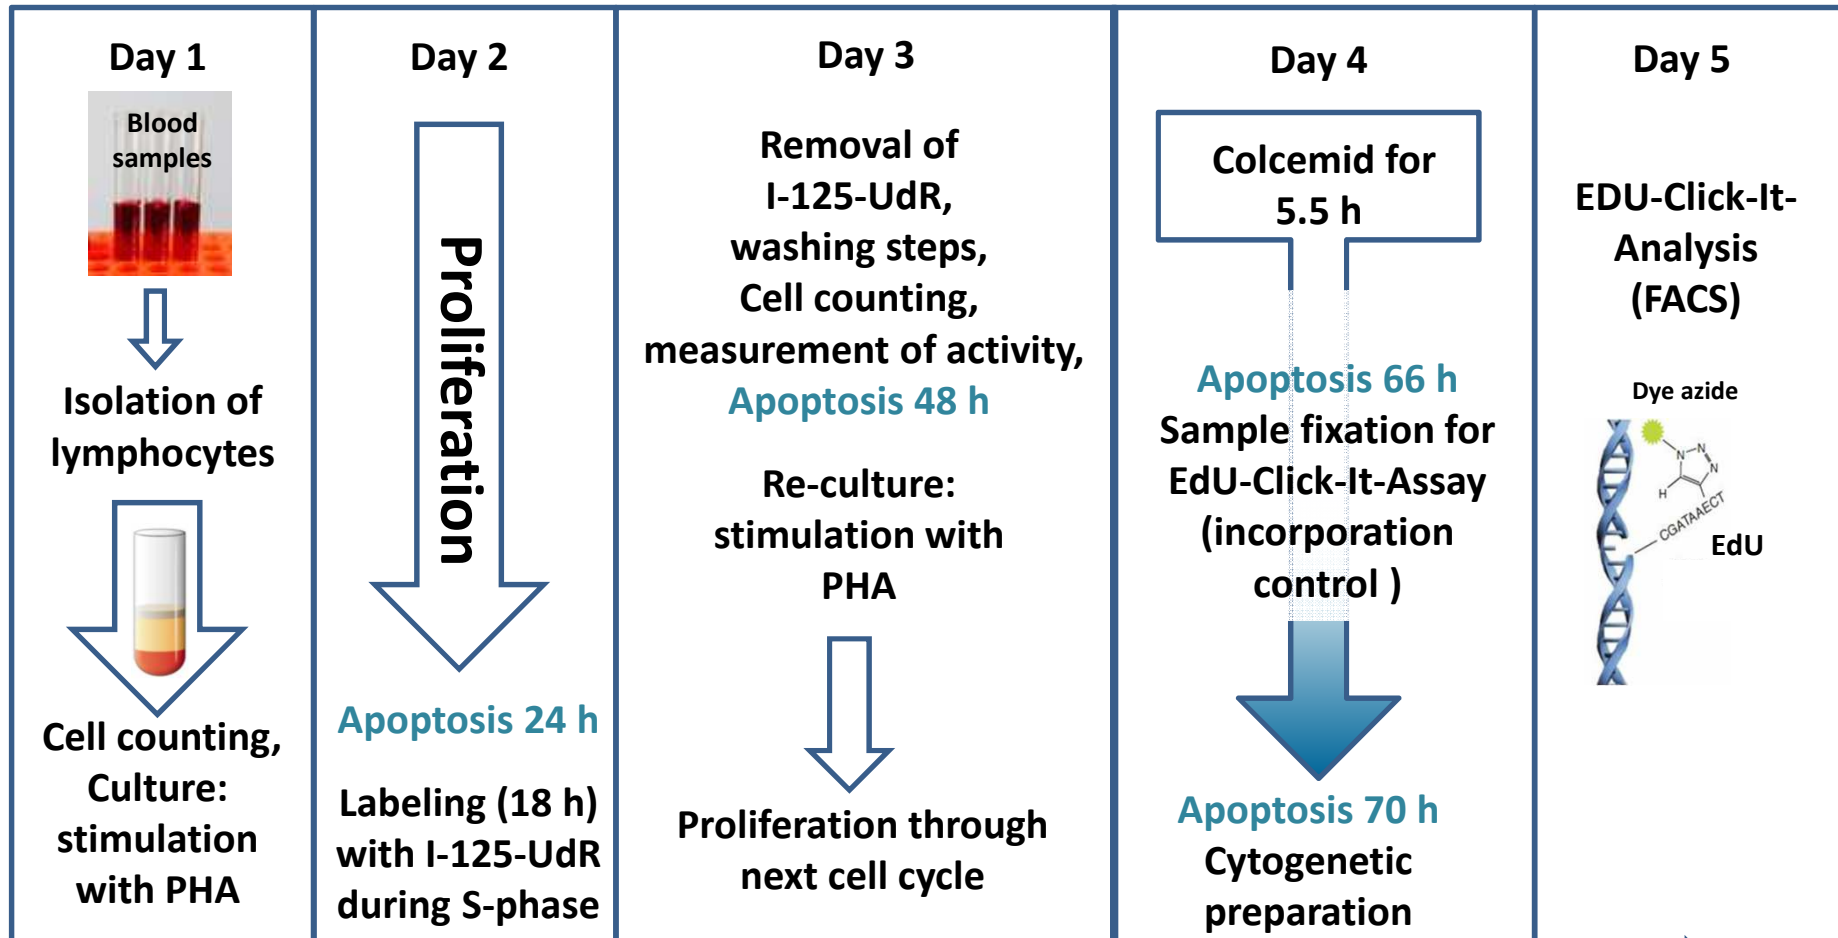 Day 1
Blood
samples
Isolation of
lymphocytes
Cell counting,
Culture:
stimulation
with PHA
Day 2
Proliferation
Apoptosis 24 h
Labeling (18 h)
with I-125-UdR
during S-phase
Day 3
Removal of
I-125-UdR,
washing steps,
Cell counting,
measurement of activity,
Apoptosis 48 h
Re-culture:
stimulation with
PHA
Proliferation through
next cell cycle
Day 4
Colcemid for
5.5 h
Apoptosis 66 h
Sample fixation for
EdU-Click-It-Assay
(incorporation
control )
Apoptosis 70 h
Cytogenetic
preparation
Day 5
EDU-Click-It-
Analysis
(FACS)
Dye azide
N
N
N
H
CGATAAECT
EdU